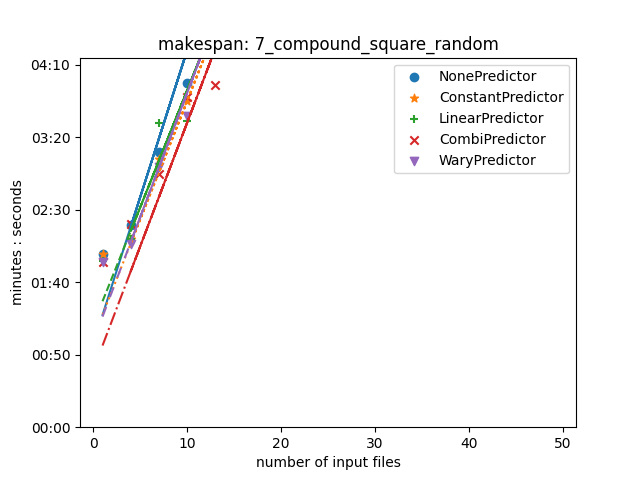 makespan: 7_compound_square_random
04:10
03:20
02:30
01:40
00:50
00:00
minutes : seconds
NonePredictor
ConstantPredictor
LinearPredictor
CombiPredictor
WaryPredictor
0 10 20 30 40 50
number of input files